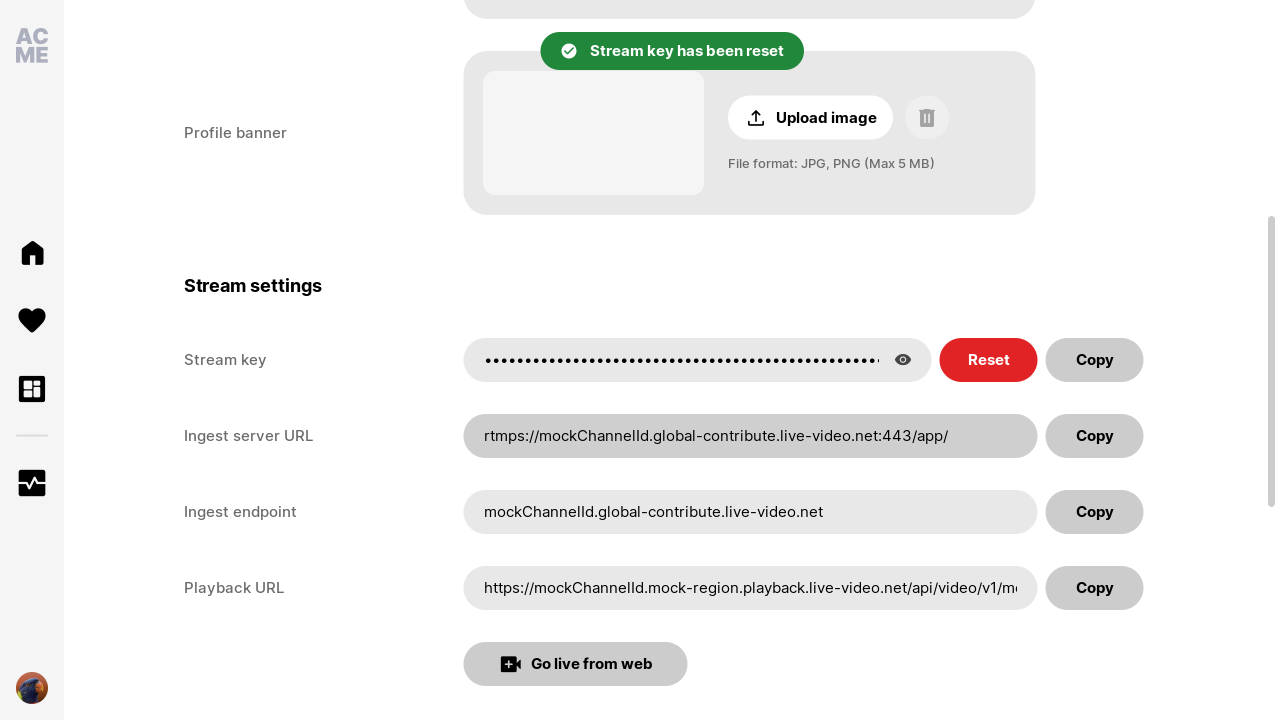 AC
ME
Stream key has been reset
Profile banner
Upload image
File format: JPG, PNG (Max 5 MB)
Stream settings
Stream key
Reset
Copy
Ingest server URL
rtmps://mockChannelId.global-contribute.live-video.net:443/app/
Copy
Ingest endpoint
mockChannelId.global-contribute.live-video.net
Copy
Playback URL
https://mockChannelId.mock-region.playback.live-video.net/api/video/v1/mo
Copy
Go live from web